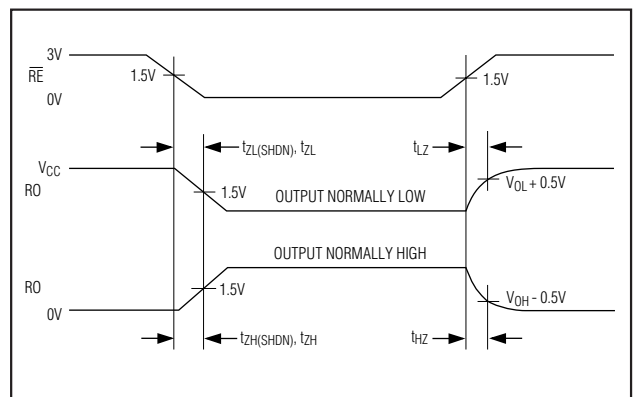 3V
R̅E̅
1.5V
1.5V
0V
tZL(SHDN), tZL
tLZ
VCC
RO
1.5V
OUTPUT NORMALLY LOW
VOL + 0.5V
OUTPUT NORMALLY HIGH
RO
1.5V
VOH - 0.5V
0V
tZH(SHDN), tZH
tHZ